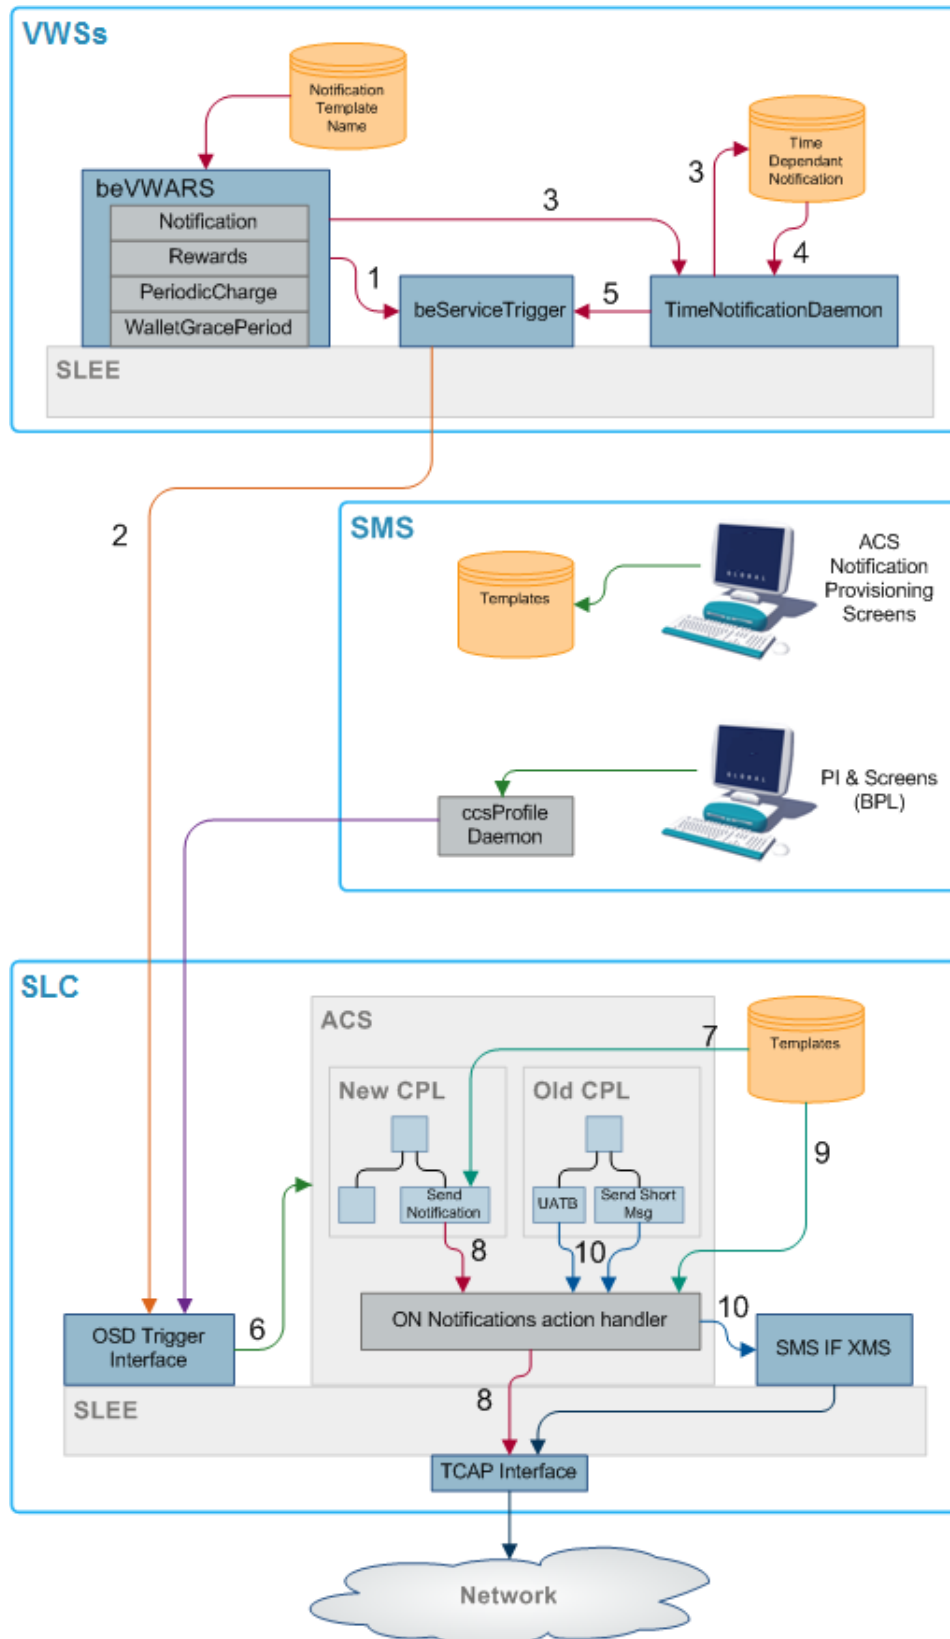 VWSs
Notification
Template
Name
Time
Dependant
Notification
beVWARS
Notification
Rewards
PeriodicCharge
WalletGracePeriod
3
3
4
1
5
beServiceTrigger
TimeNotificationDaemon
SLEE
2
SMS
Templates
ACS
Notification
Provisioning
Screens
GLOBAL
ccsProfile
Daemon
PI & Screens
(BPL)
GLOBAL
SLC
ACS
7
Templates
New CPL
Old CPL
9
Send
Notification
UATB
Send Short
Msg
8
10
10
OSD Trigger
Interface
6
ON Notifications action handler
SMS IF XMS
8
SLEE
TCAP Interface
Network